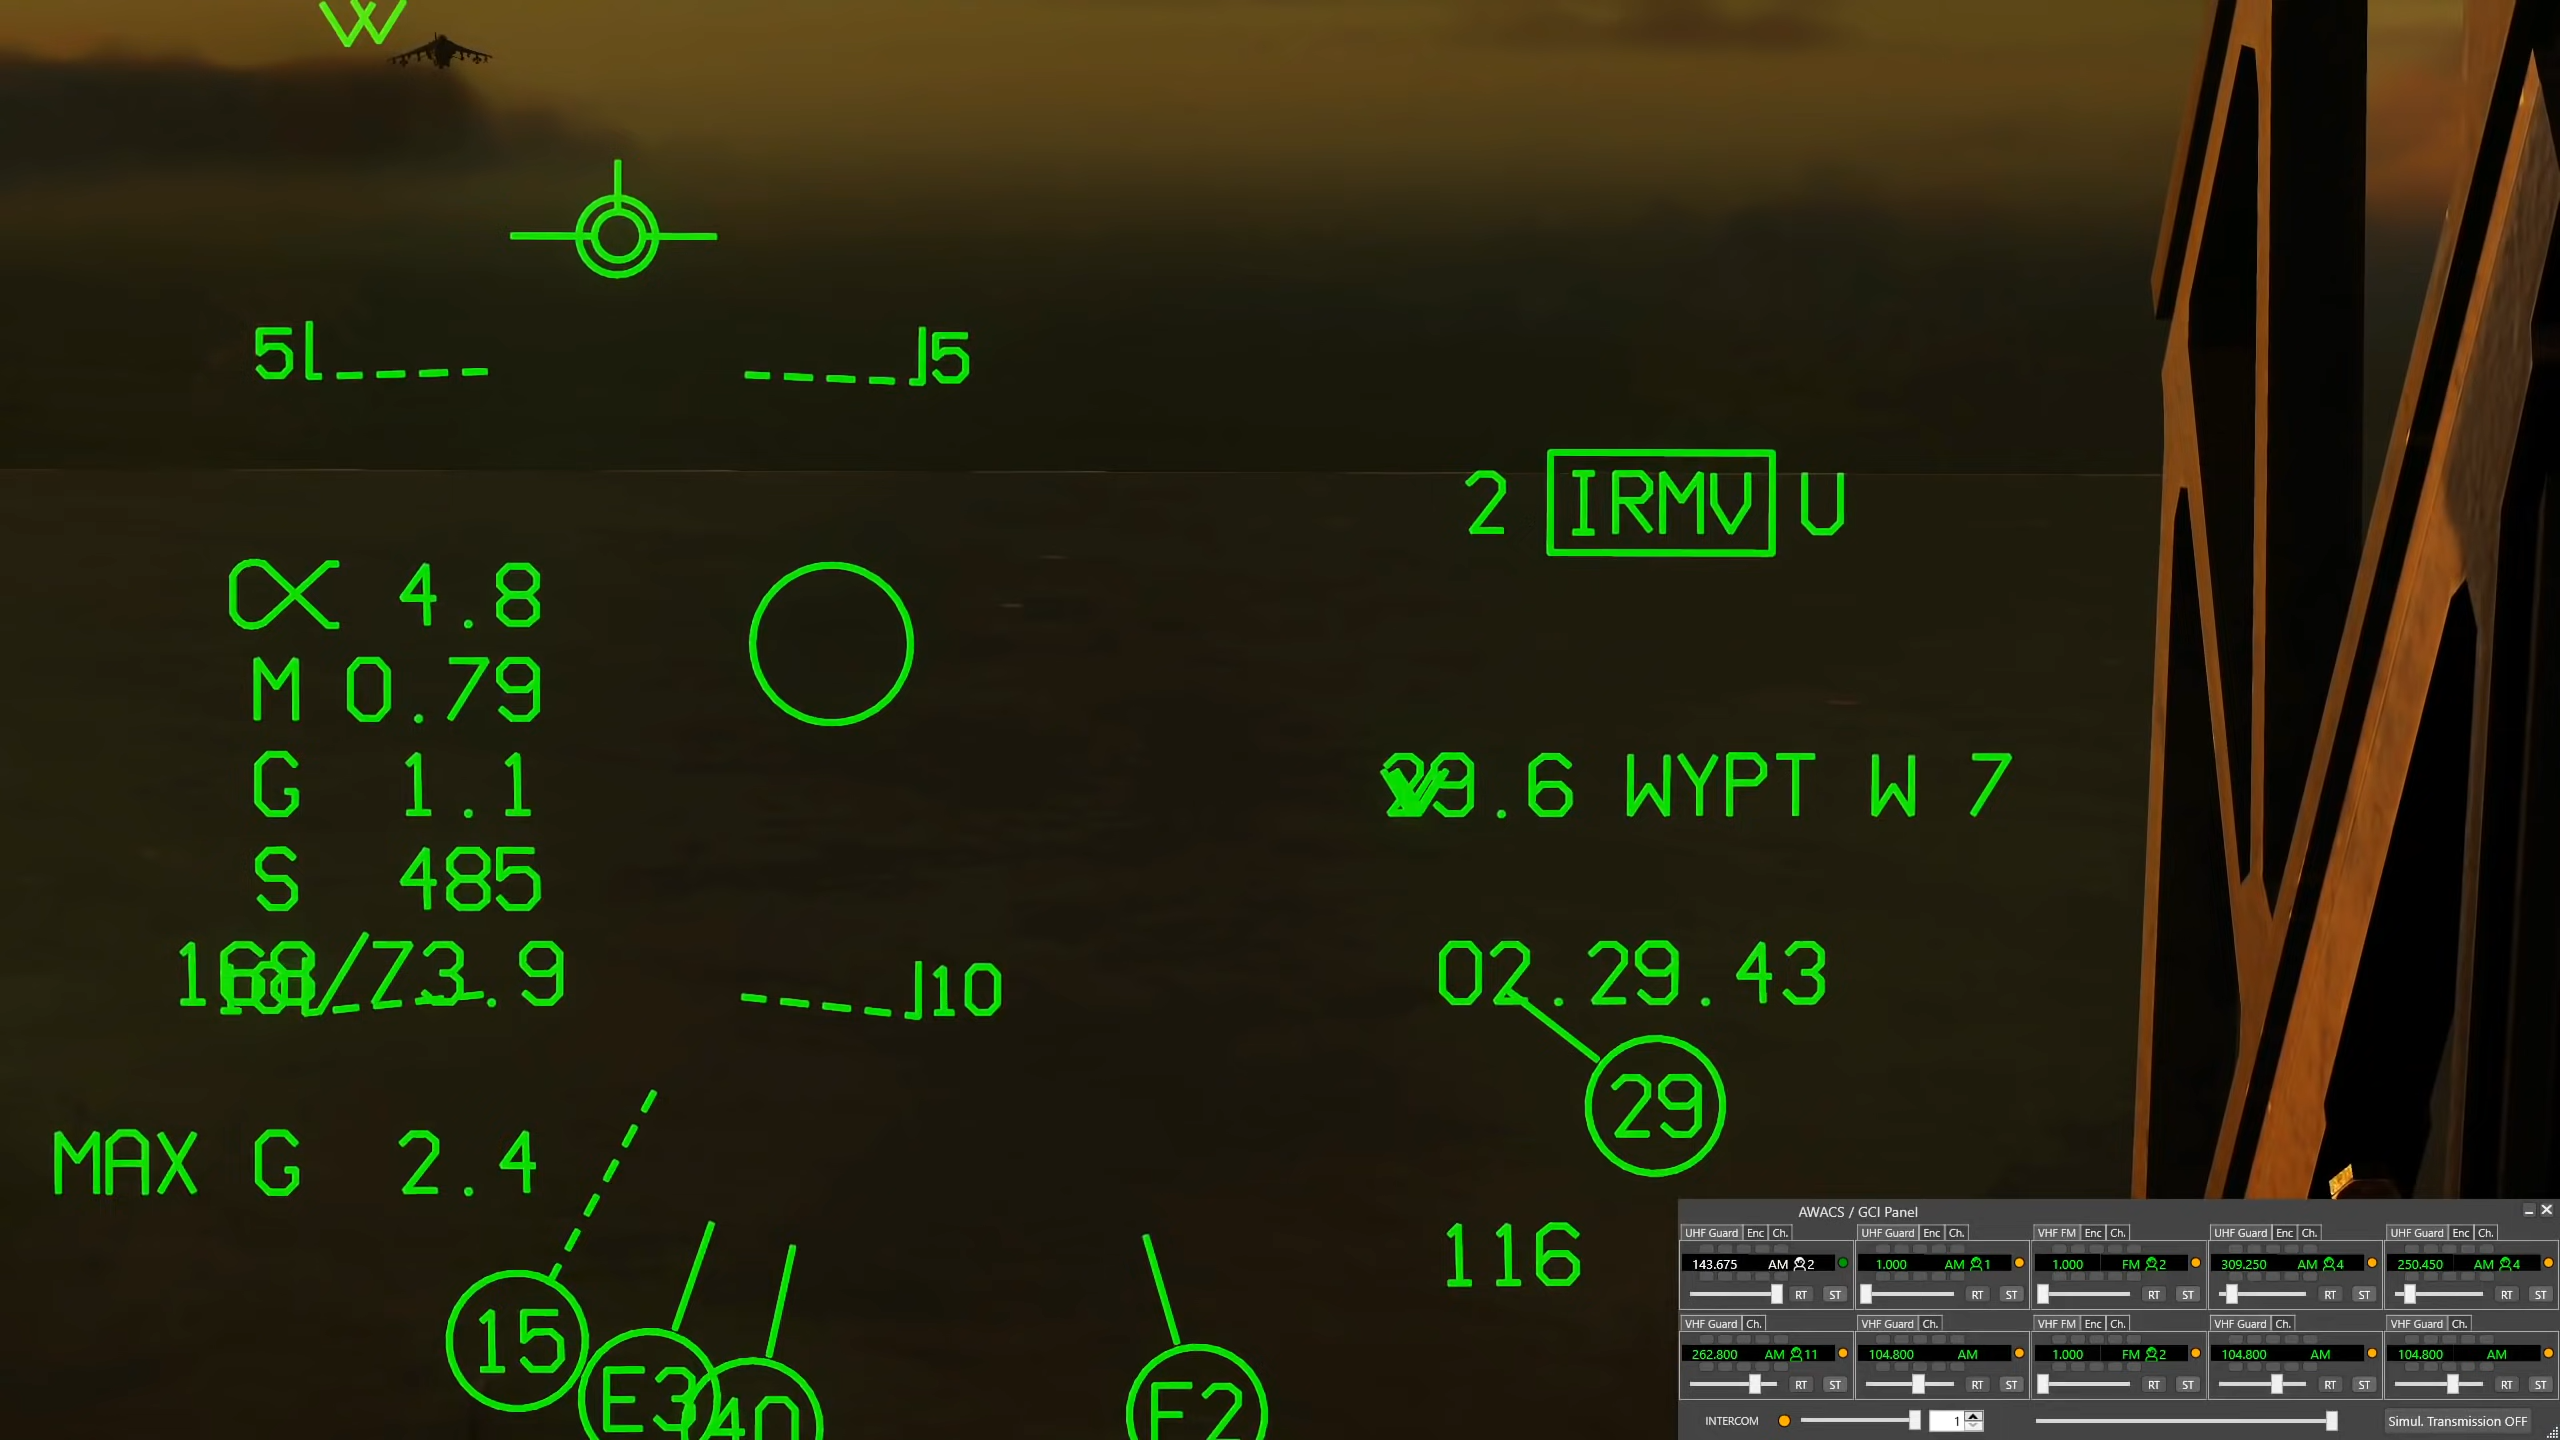 W
5 5
2 IRMV U
α 4.8
M 0.79
G 1.1
.6 WYPT W 7
S 485
10
02.29.43
29
MAX G 2.4
116
15
E3
40
AWACS / GCI Panel
UHF Guard Enc Ch. UHF Guard Enc Ch. VHF FM Enc Ch. UHF Guard Enc Ch. UHF Guard Enc Ch.
143.675 AM 2 1.000 AM 1 1.000 FM 2 309.250 AM 4 250.450 AM 4
RT ST RT ST RT ST RT ST RT ST
VHF Guard Ch. VHF Guard Ch. VHF FM Enc Ch. VHF Guard Ch. VHF Guard Ch.
262.800 AM 11 104.800 AM 1.000 FM 2 104.800 AM 104.800 AM
RT ST RT ST RT ST RT ST RT ST
INTERCOM 1 Simul. Transmission OFF